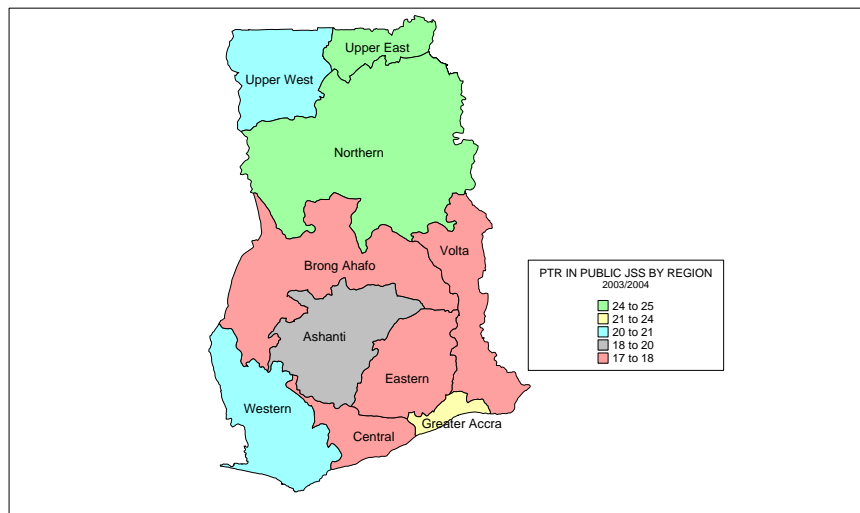 Upper East
Upper West
Northern
Volta
Brong Ahafo
Ashanti
Eastern
Western
Greater Accra
Central
PTR IN PUBLIC JSS BY REGION
2003/2004
24 to 25
21 to 24
20 to 21
18 to 20
17 to 18